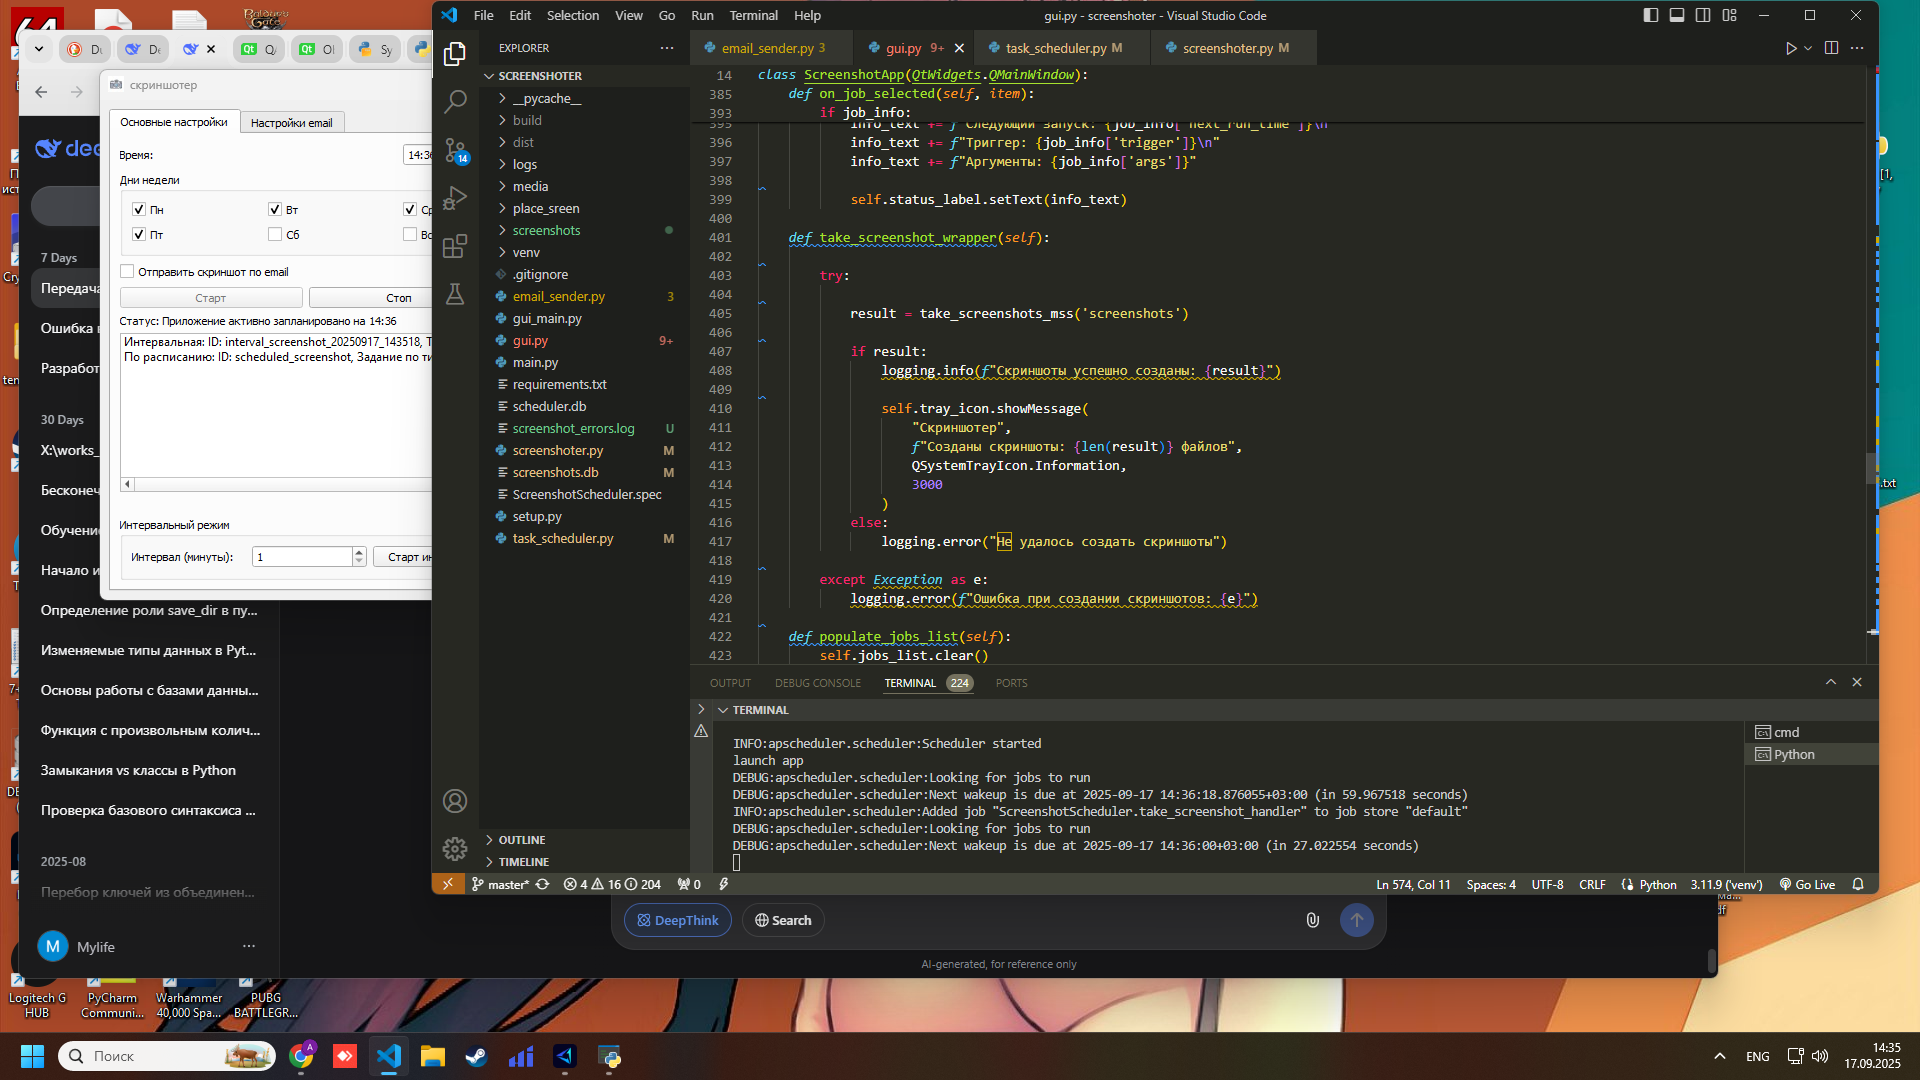 File Edit Selection View Go Run Terminal Help
gui.py - screenshoter - Visual Studio Code
EXPLORER
email_sender.py 3
gui.py 9+
task_scheduler.py M
screenshoter.py M
SCREENSHOTER
__pycache__
build
dist
logs
media
place_sreen
screenshots
venv
.gitignore
email_sender.py 3
gui_main.py
gui.py 9+
main.py
requirements.txt
scheduler.db
screenshot_errors.log U
screenshoter.py M
screenshots.db M
ScreenshotScheduler.spec
setup.py
task_scheduler.py M
OUTLINE
TIMELINE
14 class ScreenshotApp(QtWidgets.QMainWindow):
385 def on_job_selected(self, item):
393 if job_info:
395 info_text += f"Следующий запуск: {job_info['next_run_time']}\n"
396 info_text += f"Триггер: {job_info['trigger']}\n"
397 info_text += f"Аргументы: {job_info['args']}"
398
399 self.status_label.setText(info_text)
400
401 def take_screenshot_wrapper(self):
402
403 try:
404
405 result = take_screenshots_mss('screenshots')
406
407 if result:
408 logging.info(f"Скриншоты успешно созданы: {result}")
409
410 self.tray_icon.showMessage(
411 "Скриншотер",
412 f"Созданы скриншоты: {len(result)} файлов",
413 QSystemTrayIcon.Information,
414 3000
415 )
416 else:
417 logging.error("Не удалось создать скриншоты")
418
419 except Exception as e:
420 logging.error(f"Ошибка при создании скриншотов: {e}")
421
422 def populate_jobs_list(self):
423 self.jobs_list.clear()
OUTPUT DEBUG CONSOLE TERMINAL 224 PORTS
TERMINAL
INFO:apscheduler.scheduler:Scheduler started
launch app
DEBUG:apscheduler.scheduler:Looking for jobs to run
DEBUG:apscheduler.scheduler:Next wakeup is due at 2025-09-17 14:36:18.876055+03:00 (in 59.967518 seconds)
INFO:apscheduler.scheduler:Added job "ScreenshotScheduler.take_screenshot_handler" to job store "default"
DEBUG:apscheduler.scheduler:Looking for jobs to run
DEBUG:apscheduler.scheduler:Next wakeup is due at 2025-09-17 14:36:00+03:00 (in 27.022554 seconds)
cmd
Python
14
master* 4 16 204 0
Ln 574, Col 11 Spaces: 4 UTF-8 CRLF Python 3.11.9 ('venv') Go Live
скриншотер
Основные настройки
Настройки email
Время:
14:36
Дни недели
Пн Вт Ср
Пт Сб Вс
Отправить скриншот по email
Старт
Стоп
Статус: Приложение активно запланировано на 14:36
Интервальная: ID: interval_screenshot_20250917_143518, Т
По расписанию: ID: scheduled_screenshot, Задание по ти
Интервальный режим
Интервал (минуты): 1
Старт ин
7 Days
Передача
Ошибка в
Разработ
30 Days
X:\works_
Бесконеч
Обучение
Начало и
Определение роли save_dir в пу...
Изменяемые типы данных в Pyt...
Основы работы с базами данны...
Функция с произвольным колич...
Замыкания vs классы в Python
Проверка базового синтаксиса ...
2025-08
Перебор ключей из объединен...
M Mylife
DeepThink
Search
AI-generated, for reference only
Logitech G HUB
PyCharm Communi...
Warhammer 40,000 Spa...
PUBG BATTLEGR...
Поиск
ENG
14:35
17.09.2025